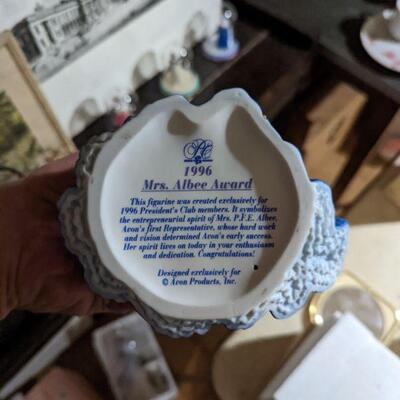 1996
Mrs. Albee Award
This figurine was created exclusively for
1996 President's Club members. It symbolizes
the entrepreneurial spirit of Mrs. P.F.E. Albee,
Avon's first Representative, whose hard work
and vision determined Avon's early success.
Her spirit lives on today in your enthusiasm
and dedication. Congratulations!
Designed exclusively for
© Avon Products, Inc.